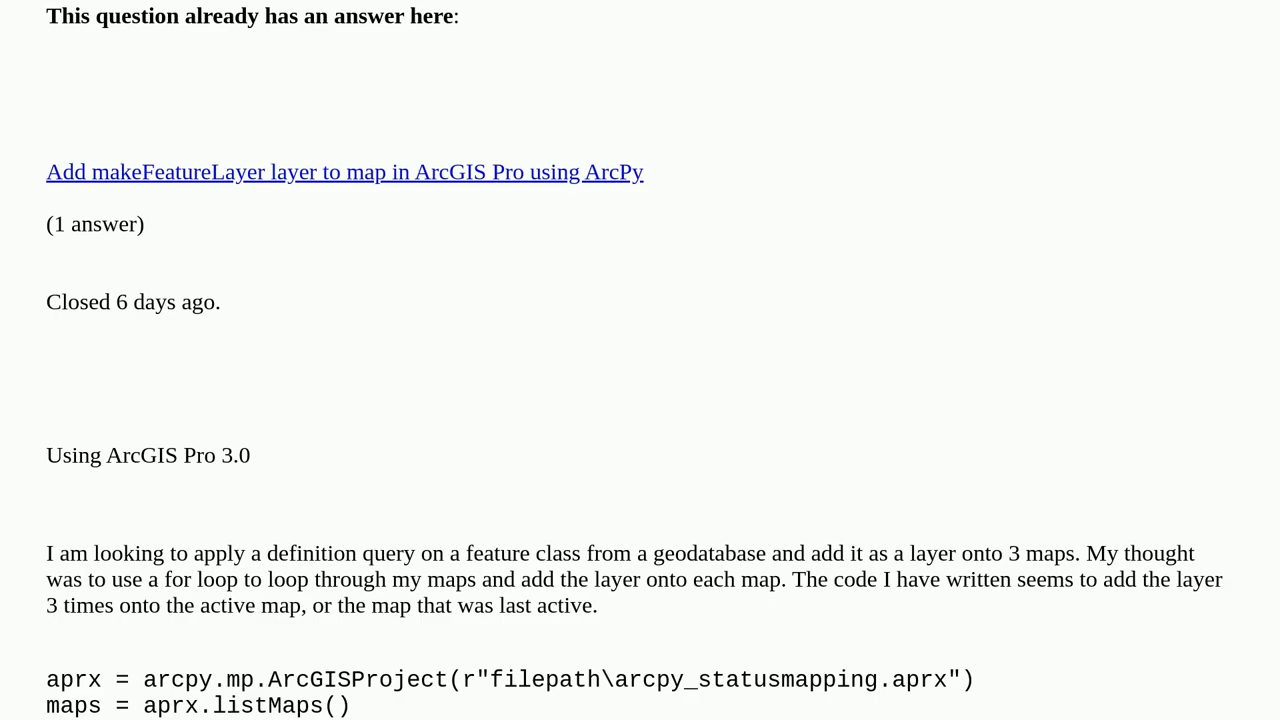 This question already has an answer here:
Add makeFeatureLayer layer to map in ArcGIS Pro using ArcPy
(1 answer)
Closed 6 days ago.
Using ArcGIS Pro 3.0
I am looking to apply a definition query on a feature class from a geodatabase and add it as a layer onto 3 maps. My thought
was to use a for loop to loop through my maps and add the layer onto each map. The code I have written seems to add the layer
3 times onto the active map, or the map that was last active.
aprx = arcpy.mp.ArcGISProject(r"filepath\arcpy_statusmapping.aprx")
maps = aprx.listMaps()